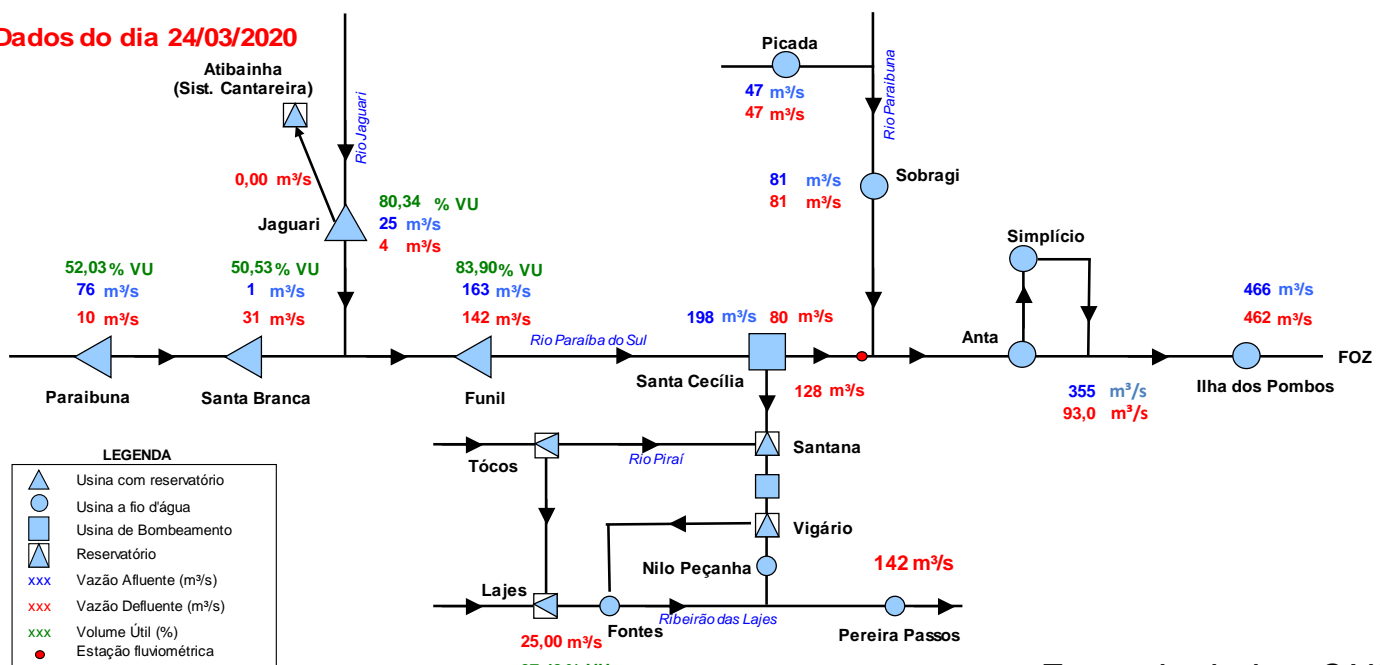 Dados do dia 24/03/2020
Atibainha
(Sist. Cantareira)
Rio Jaguari
0,00 m³/s
Jaguari
80,34 % VU
25 m³/s
4 m³/s
Picada
47 m³/s
47 m³/s
Rio Paraibuna
81 m³/s
81 m³/s
Sobragi
52,03 % VU
76 m³/s
10 m³/s
Paraibuna
50,53 % VU
1 m³/s
31 m³/s
Santa Branca
83,90 % VU
163 m³/s
142 m³/s
Funil
Rio Paraíba do Sul
198 m³/s 80 m³/s
Santa Cecília
128 m³/s
Simplício
Anta
355 m³/s
93,0 m³/s
466 m³/s
462 m³/s
Ilha dos Pombos
FOZ
Tócos
Rio Piraí
Santana
Vigário
Nilo Peçanha
142 m³/s
Lajes
25,00 m³/s
Fontes
Ribeirão das Lajes
Pereira Passos
LEGENDA
Usina com reservatório
Usina a fio d'água
Usina de Bombeamento
Reservatório
xxx Vazão Afluente (m³/s)
xxx Vazão Defluente (m³/s)
xxx Volume Útil (%)
Estação fluviométrica